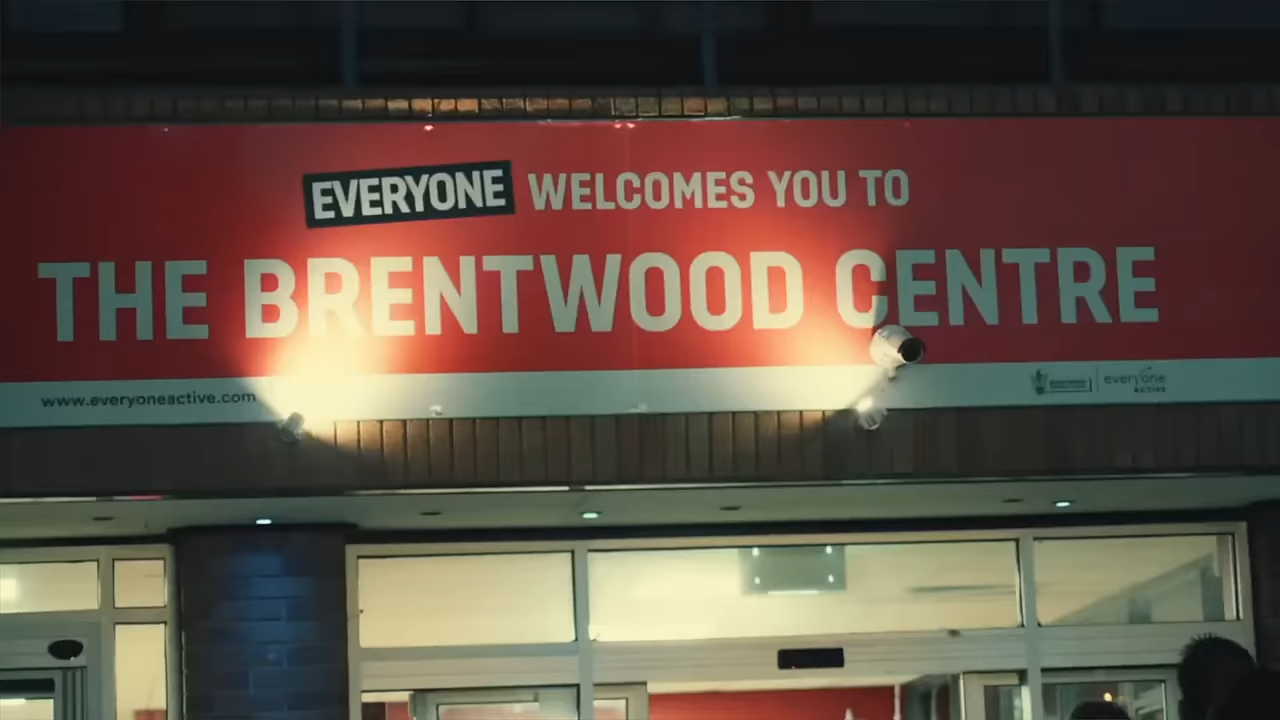 EVERYONE WELCOMES YOU TO
THE BRENTWOOD CENTRE
www.everyoneactive.com
everyone
ACTIVE